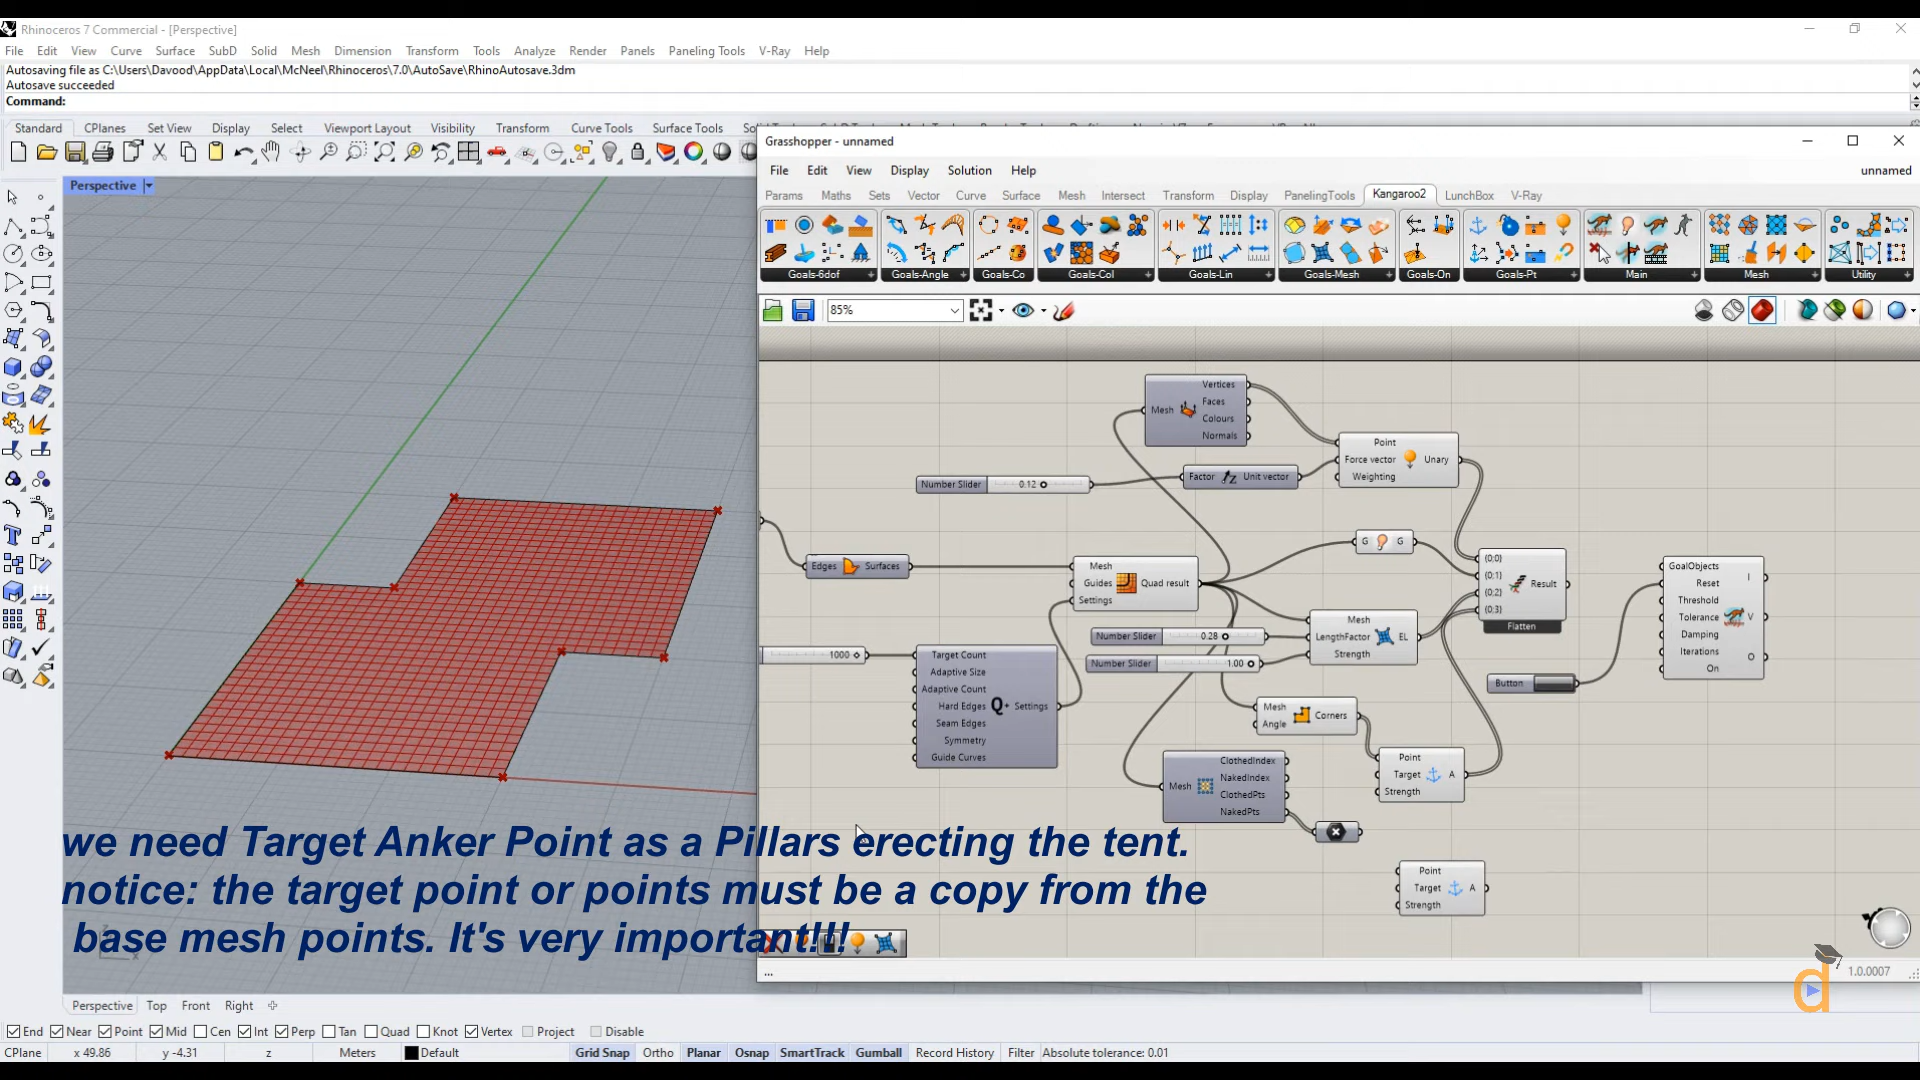 Rhinoceros 7 Commercial - [Perspective]
File Edit View Curve Surface SubD Solid Mesh Dimension Transform Tools Analyze Render Panels Paneling Tools V-Ray Help
Autosaving file as C:\Users\Davood\AppData\Local\McNeel\Rhinoceros\7.0\AutoSave\RhinoAutosave.3dm
Autosave succeeded
Command:
Standard CPlanes Set View Display Select Viewport Layout Visibility Transform Curve Tools Surface Tools
Perspective
Grasshopper - unnamed
File Edit View Display Solution Help
unnamed
Params Maths Sets Vector Curve Surface Mesh Intersect Transform Display PanelingTools Kangaroo2 LunchBox V-Ray
Goals-6dof Goals-Angle Goals-Co Goals-Col Goals-Lin Goals-Mesh Goals-On Goals-Pt Main Mesh Utility
85%
Mesh
Vertices
Faces
Colours
Normals
Point
Force vector
Weighting
Unary
Number Slider 0.12
Factor Unit vector
G G
Edges Surfaces
Mesh
Guides
Settings
Quad result
(0:0)
(0:1)
(0:2)
(0:3)
Result
Flatten
GoalObjects
Reset
Threshold
Tolerance
Damping
Iterations
On
I
V
O
Number Slider 0.28
Number Slider 1.00
Mesh
LengthFactor
Strength
EL
1000
Target Count
Adaptive Size
Adaptive Count
Hard Edges
Seam Edges
Symmetry
Guide Curves
Q+ Settings
Button
Mesh
Angle
Corners
Point
Target
Strength
A
Mesh
ClothedIndex
NakedIndex
ClothedPts
NakedPts
Point
Target
Strength
A
we need Target Anker Point as a Pillars erecting the tent.
notice: the target point or points must be a copy from the
base mesh points. It's very important!!!
...
1.0.0007
Perspective Top Front Right
End Near Point Mid Cen Int Perp Tan Quad Knot Vertex Project Disable
CPlane x 49.86 y -4.31 z Meters Default Grid Snap Ortho Planar Osnap SmartTrack Gumball Record History Filter Absolute tolerance: 0.01